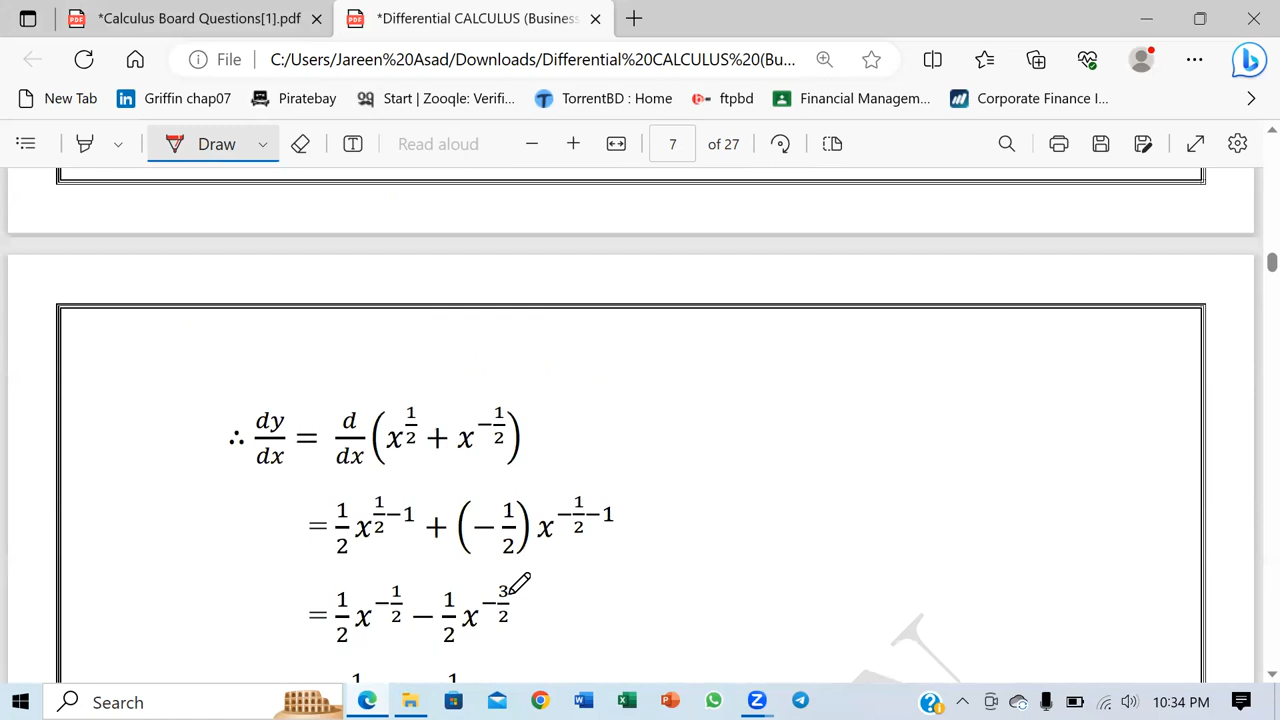 *Calculus Board Questions[1].pdf
*Differential CALCULUS (Business
File C:/Users/Jareen%20Asad/Downloads/Differential%20CALCULUS%20(Bu...
New Tab Griffin chap07 Piratebay Start | Zooqle: Verifi... TorrentBD : Home ftpbd Financial Managem... Corporate Finance I...
Draw Read aloud 7 of 27
∴ dy/dx = d/dx (x^(1/2) + x^(-1/2))
= 1/2 x^(1/2 -1) + (-1/2) x^(-1/2 -1)
= 1/2 x^(-1/2) - 1/2 x^(-3/2)
Search 10:34 PM